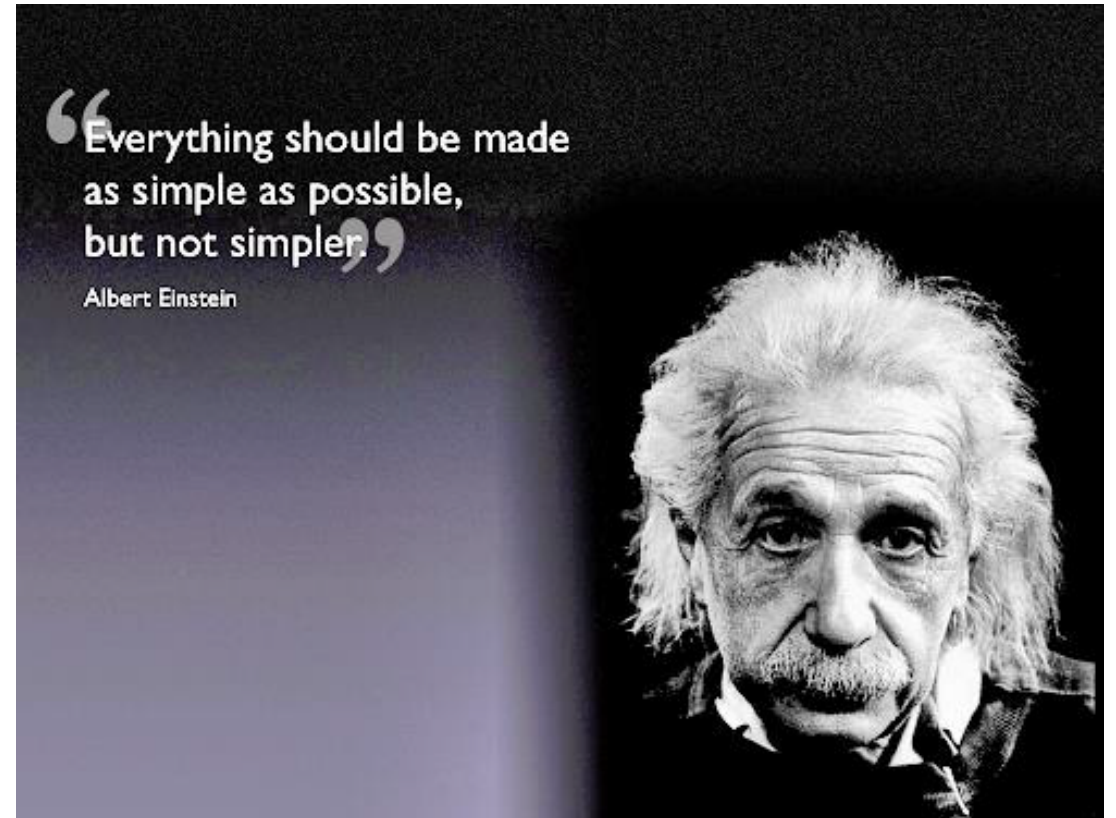 “Everything should be made
as simple as possible,
but not simpler.”
Albert Einstein